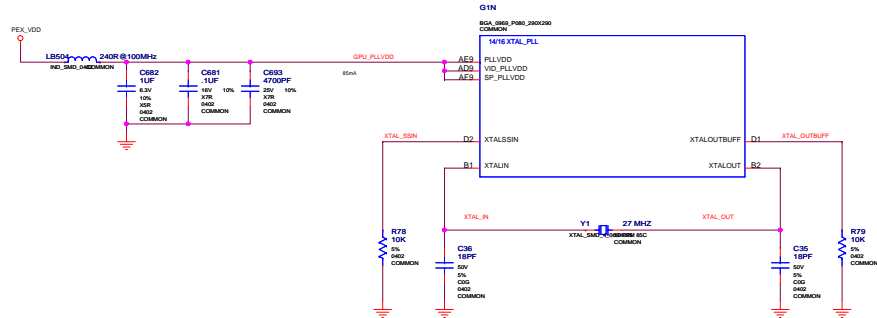 G1N
BGA_0969_P080_290X290
COMMON
14/16 XTAL_PLL
PEX_VDD
LB504 240R@100MHz
IND_SMD_0402 COMMON
GPU_PLLVDD
85mA
AE9 PLLVDD
AD9 VID_PLLVDD
AF9 SP_PLLVDD
C682
1UF
6.3V
10%
X5R
0402
COMMON
C681
.1UF
16V 10%
X7R
0402
COMMON
C693
4700PF
25V 10%
X7R
0402
COMMON
XTAL_SSIN
D2 XTALSSIN
B1 XTALIN
XTALOUTBUFF D1
XTAL_OUTBUFF
XTALOUT B2
XTAL_IN
Y1 27 MHZ
85C
COMMON
XTAL_OUT
R78
10K
5%
0402
COMMON
C36
18PF
50V
5%
C0G
0402
COMMON
C35
18PF
50V
5%
C0G
0402
COMMON
R79
10K
5%
0402
COMMON